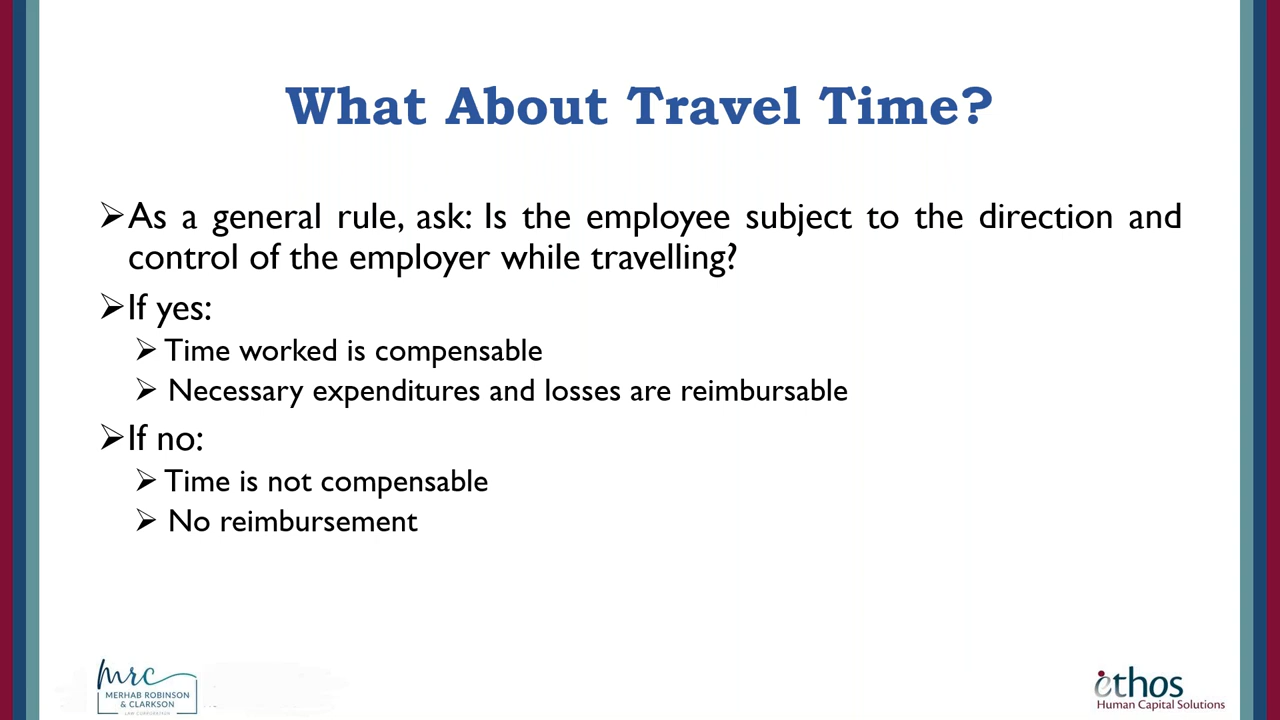 What About Travel Time?
➢As a general rule, ask: Is the employee subject to the direction and
control of the employer while travelling?
➢If yes:
➢ Time worked is compensable
➢ Necessary expenditures and losses are reimbursable
➢If no:
➢ Time is not compensable
➢ No reimbursement
mrc
MERHAB ROBINSON
& CLARKSON
LAW CORPORATION
ethos
Human Capital Solutions